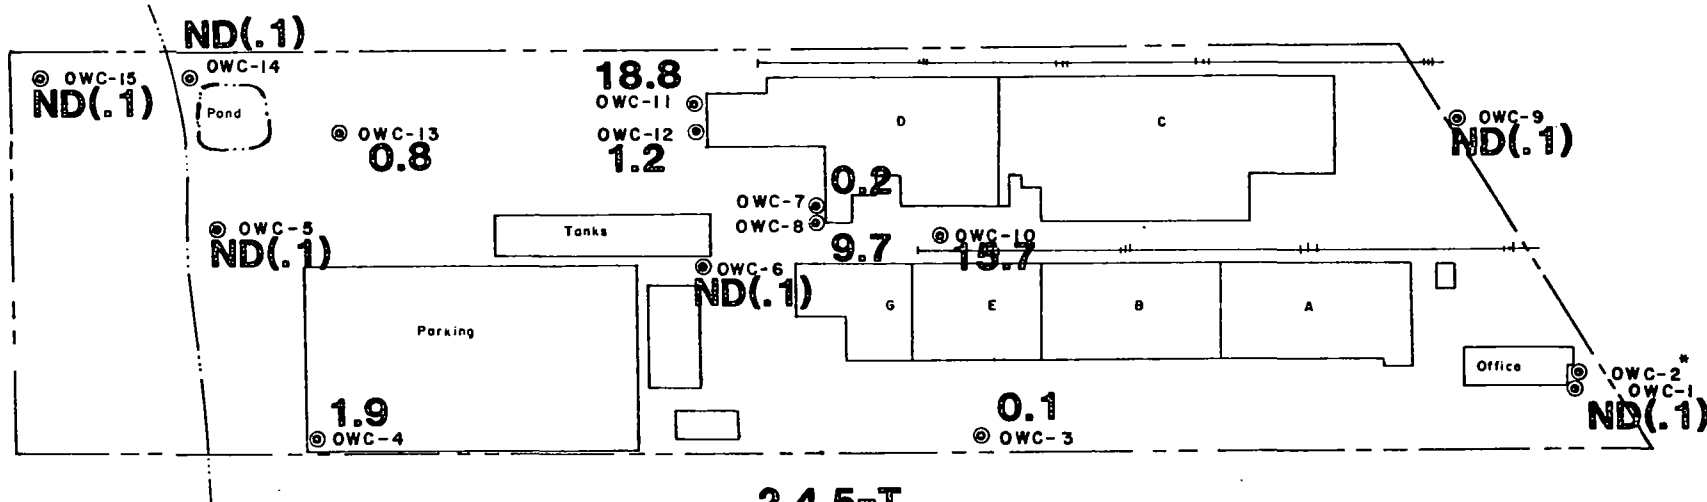 ND(.1)
OWC-14
OWC-15
ND(.1)
Pond
18.8
OWC-11
OWC-12
1.2
OWC-13
0.8
D
C
OWC-9
ND(.1)
0.2
OWC-7
OWC-8
9.7
OWC-10
15.7
OWC-5
ND(.1)
Tanks
OWC-6
ND(.1)
Parking
G
E
B
A
Office
OWC-2*
OWC-1
ND(.1)
1.9
OWC-4
0.1
OWC-3
2,4,5-T